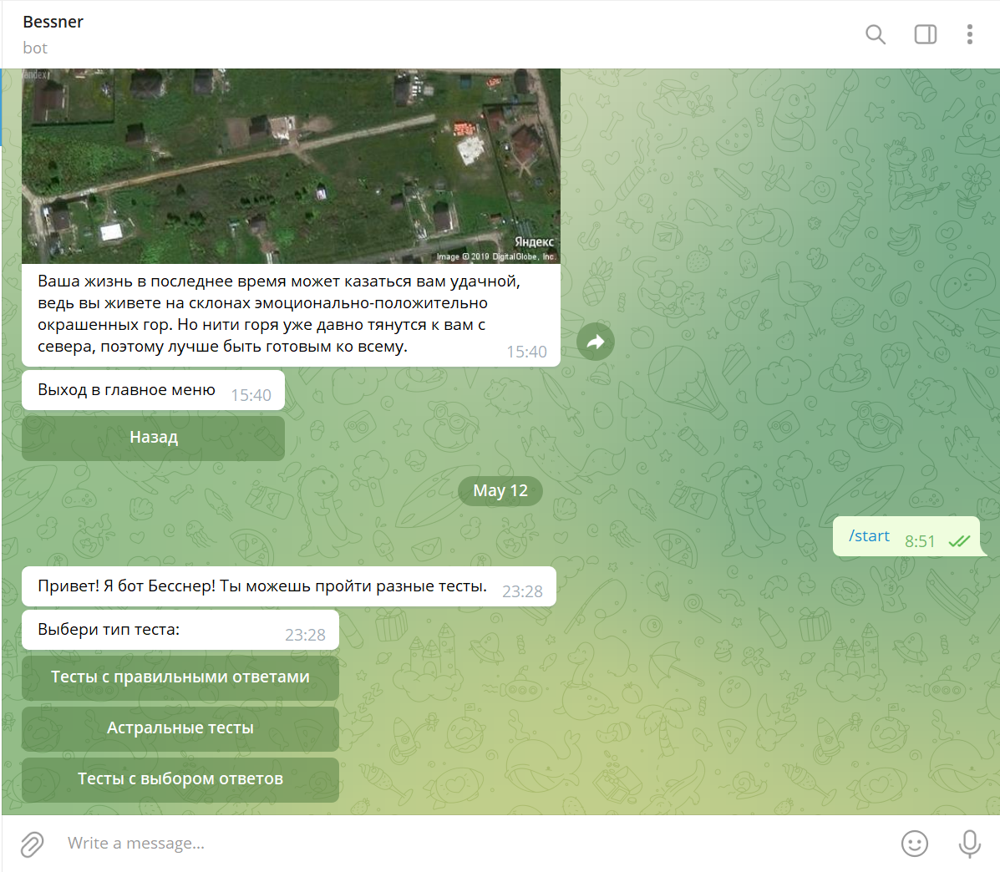 Bessner
bot
Yandex
Яндекс
Image © 2019 DigitalGlobe, Inc.
Ваша жизнь в последнее время может казаться вам удачной,
ведь вы живете на склонах эмоционально-положительно
окрашенных гор. Но нити горя уже давно тянутся к вам с
севера, поэтому лучше быть готовым ко всему.
15:40
Выход в главное меню 15:40
Назад
May 12
/start 8:51
Привет! Я бот Бесснер! Ты можешь пройти разные тесты. 23:28
Выбери тип теста: 23:28
Тесты с правильными ответами
Астральные тесты
Тесты с выбором ответов
Write a message...